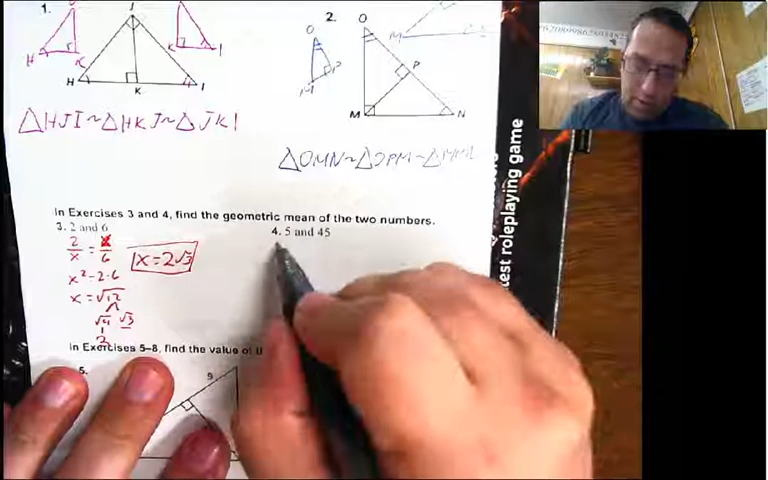 1.
J
H
K
K
I
H
K
I
△HJI~△HKJ~△JKI
2.
O
O
P
P
M
M
N
△OMN~△OPM~
In Exercises 3 and 4, find the geometric mean of the two numbers.
3. 2 and 6
2/x = x/6
x² = 2·6
x = √12
√4 √3
2
x = 2√3
4. 5 and 45
In Exercises 5–8, find the value of
5.
9
test roleplaying game